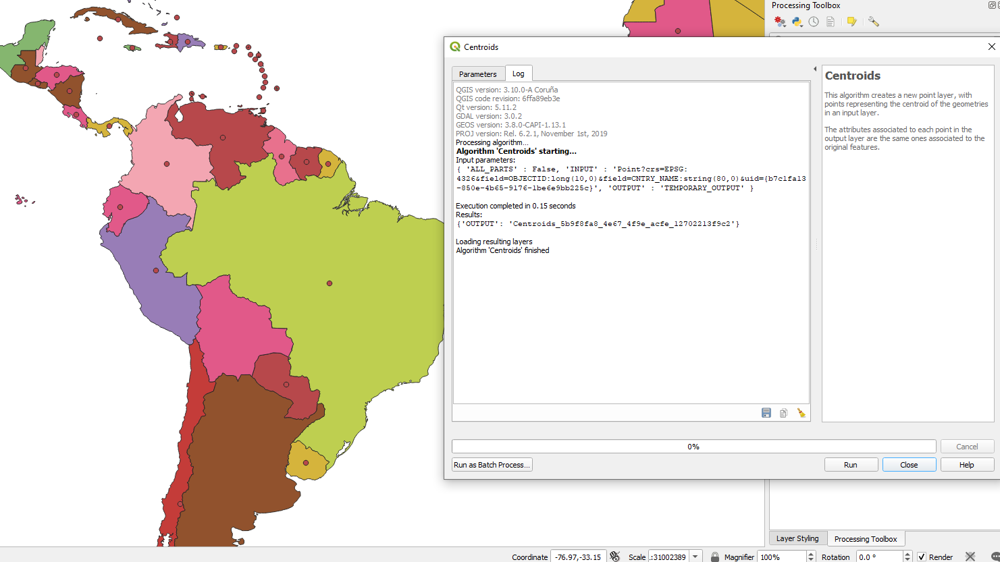 Processing Toolbox
Centroids
Parameters
Log
QGIS version: 3.10.0-A Coruña
QGIS code revision: 6ffa89eb3e
Qt version: 5.11.2
GDAL version: 3.0.2
GEOS version: 3.8.0-CAPI-1.13.1
PROJ version: Rel. 6.2.1, November 1st, 2019
Processing algorithm…
Algorithm 'Centroids' starting…
Input parameters:
{ 'ALL_PARTS' : False, 'INPUT' : 'Point?crs=EPSG:
4326&field=OBJECTID:long(10,0)&field=CNTRY_NAME:string(80,0)&uid={b7c1fa13
-850e-4b65-9176-1be6e9bb225c}', 'OUTPUT' : 'TEMPORARY_OUTPUT' }
Execution completed in 0.15 seconds
Results:
{'OUTPUT': 'Centroids_5b9f8fa8_4e67_4f9e_acfe_12702213f9c2'}
Loading resulting layers
Algorithm 'Centroids' finished
Centroids
This algorithm creates a new point layer, with
points representing the centroid of the geometries
in an input layer.
The attributes associated to each point in the
output layer are the same ones associated to the
original features.
0%
Cancel
Run as Batch Process…
Run
Close
Help
Layer Styling
Processing Toolbox
Coordinate
-76.97,-33.15
Scale
:31002389
Magnifier
100%
Rotation
0.0 °
Render